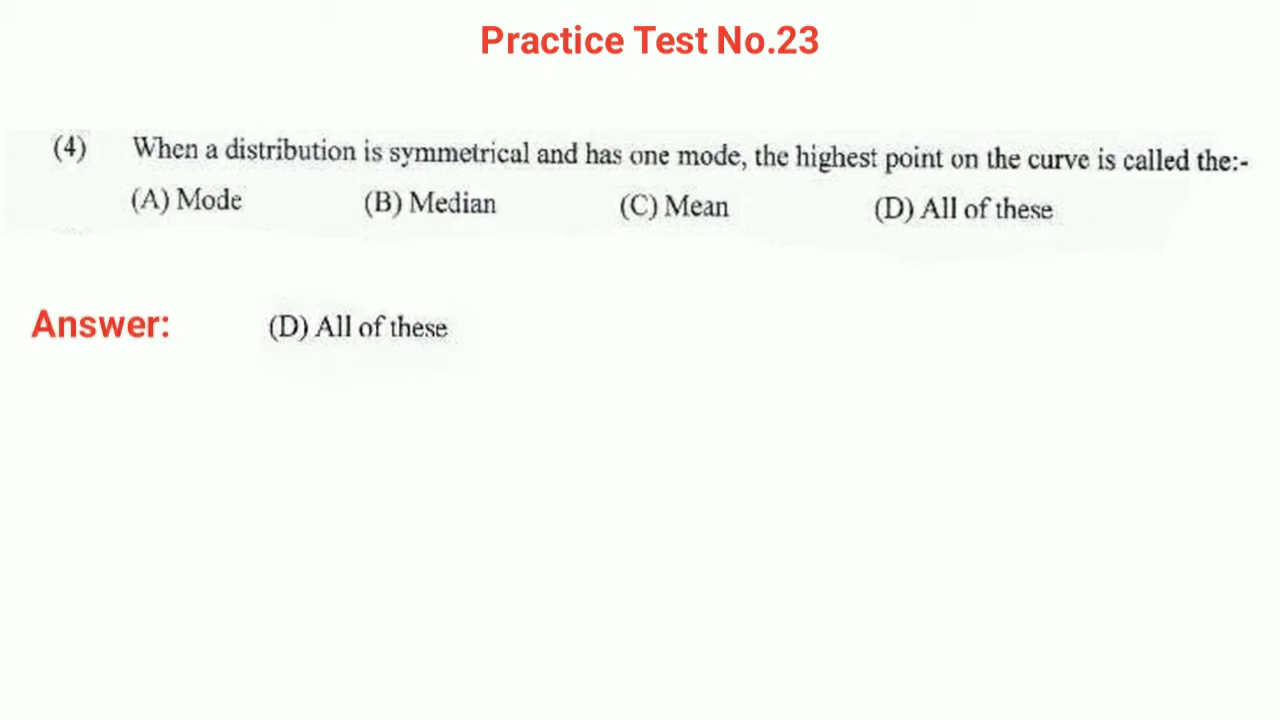 Practice Test No.23
(4) When a distribution is symmetrical and has one mode, the highest point on the curve is called the:-
(A) Mode (B) Median (C) Mean (D) All of these
Answer: (D) All of these